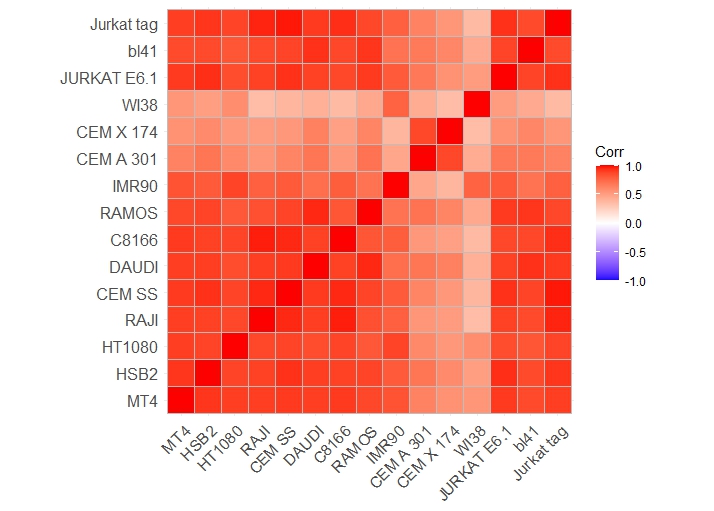 Jurkat tag
bl41
JURKAT E6.1
WI38
CEM X 174
CEM A 301
IMR90
RAMOS
C8166
DAUDI
CEM SS
RAJI
HT1080
HSB2
MT4
MT4
HSB2
HT1080
RAJI
CEM SS
DAUDI
C8166
RAMOS
IMR90
CEM A 301
CEM X 174
WI38
JURKAT E6.1
bl41
Jurkat tag
Corr
1.0
0.5
0.0
-0.5
-1.0